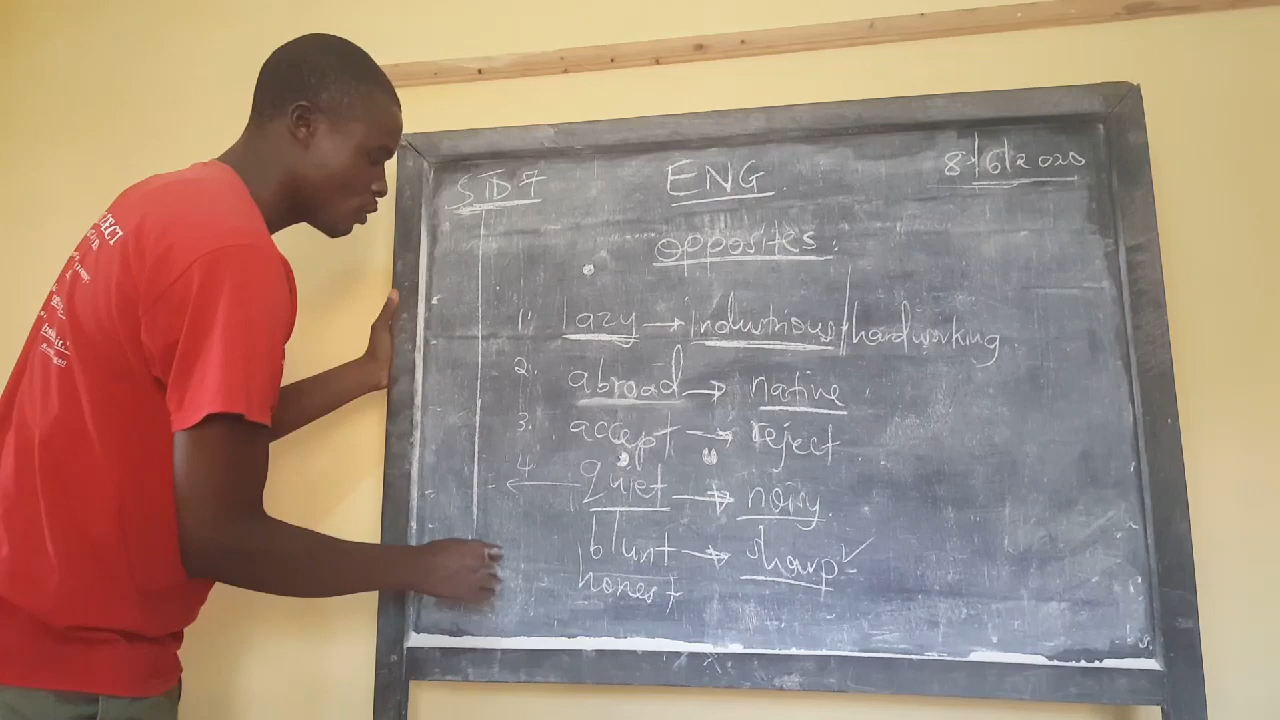 STD 7 ENG 8/6/2020
Opposites.
1. lazy → industrious/hardworking
2. abroad → native
3. accept → reject
4. quiet → noisy
blunt → sharp ✓
honest